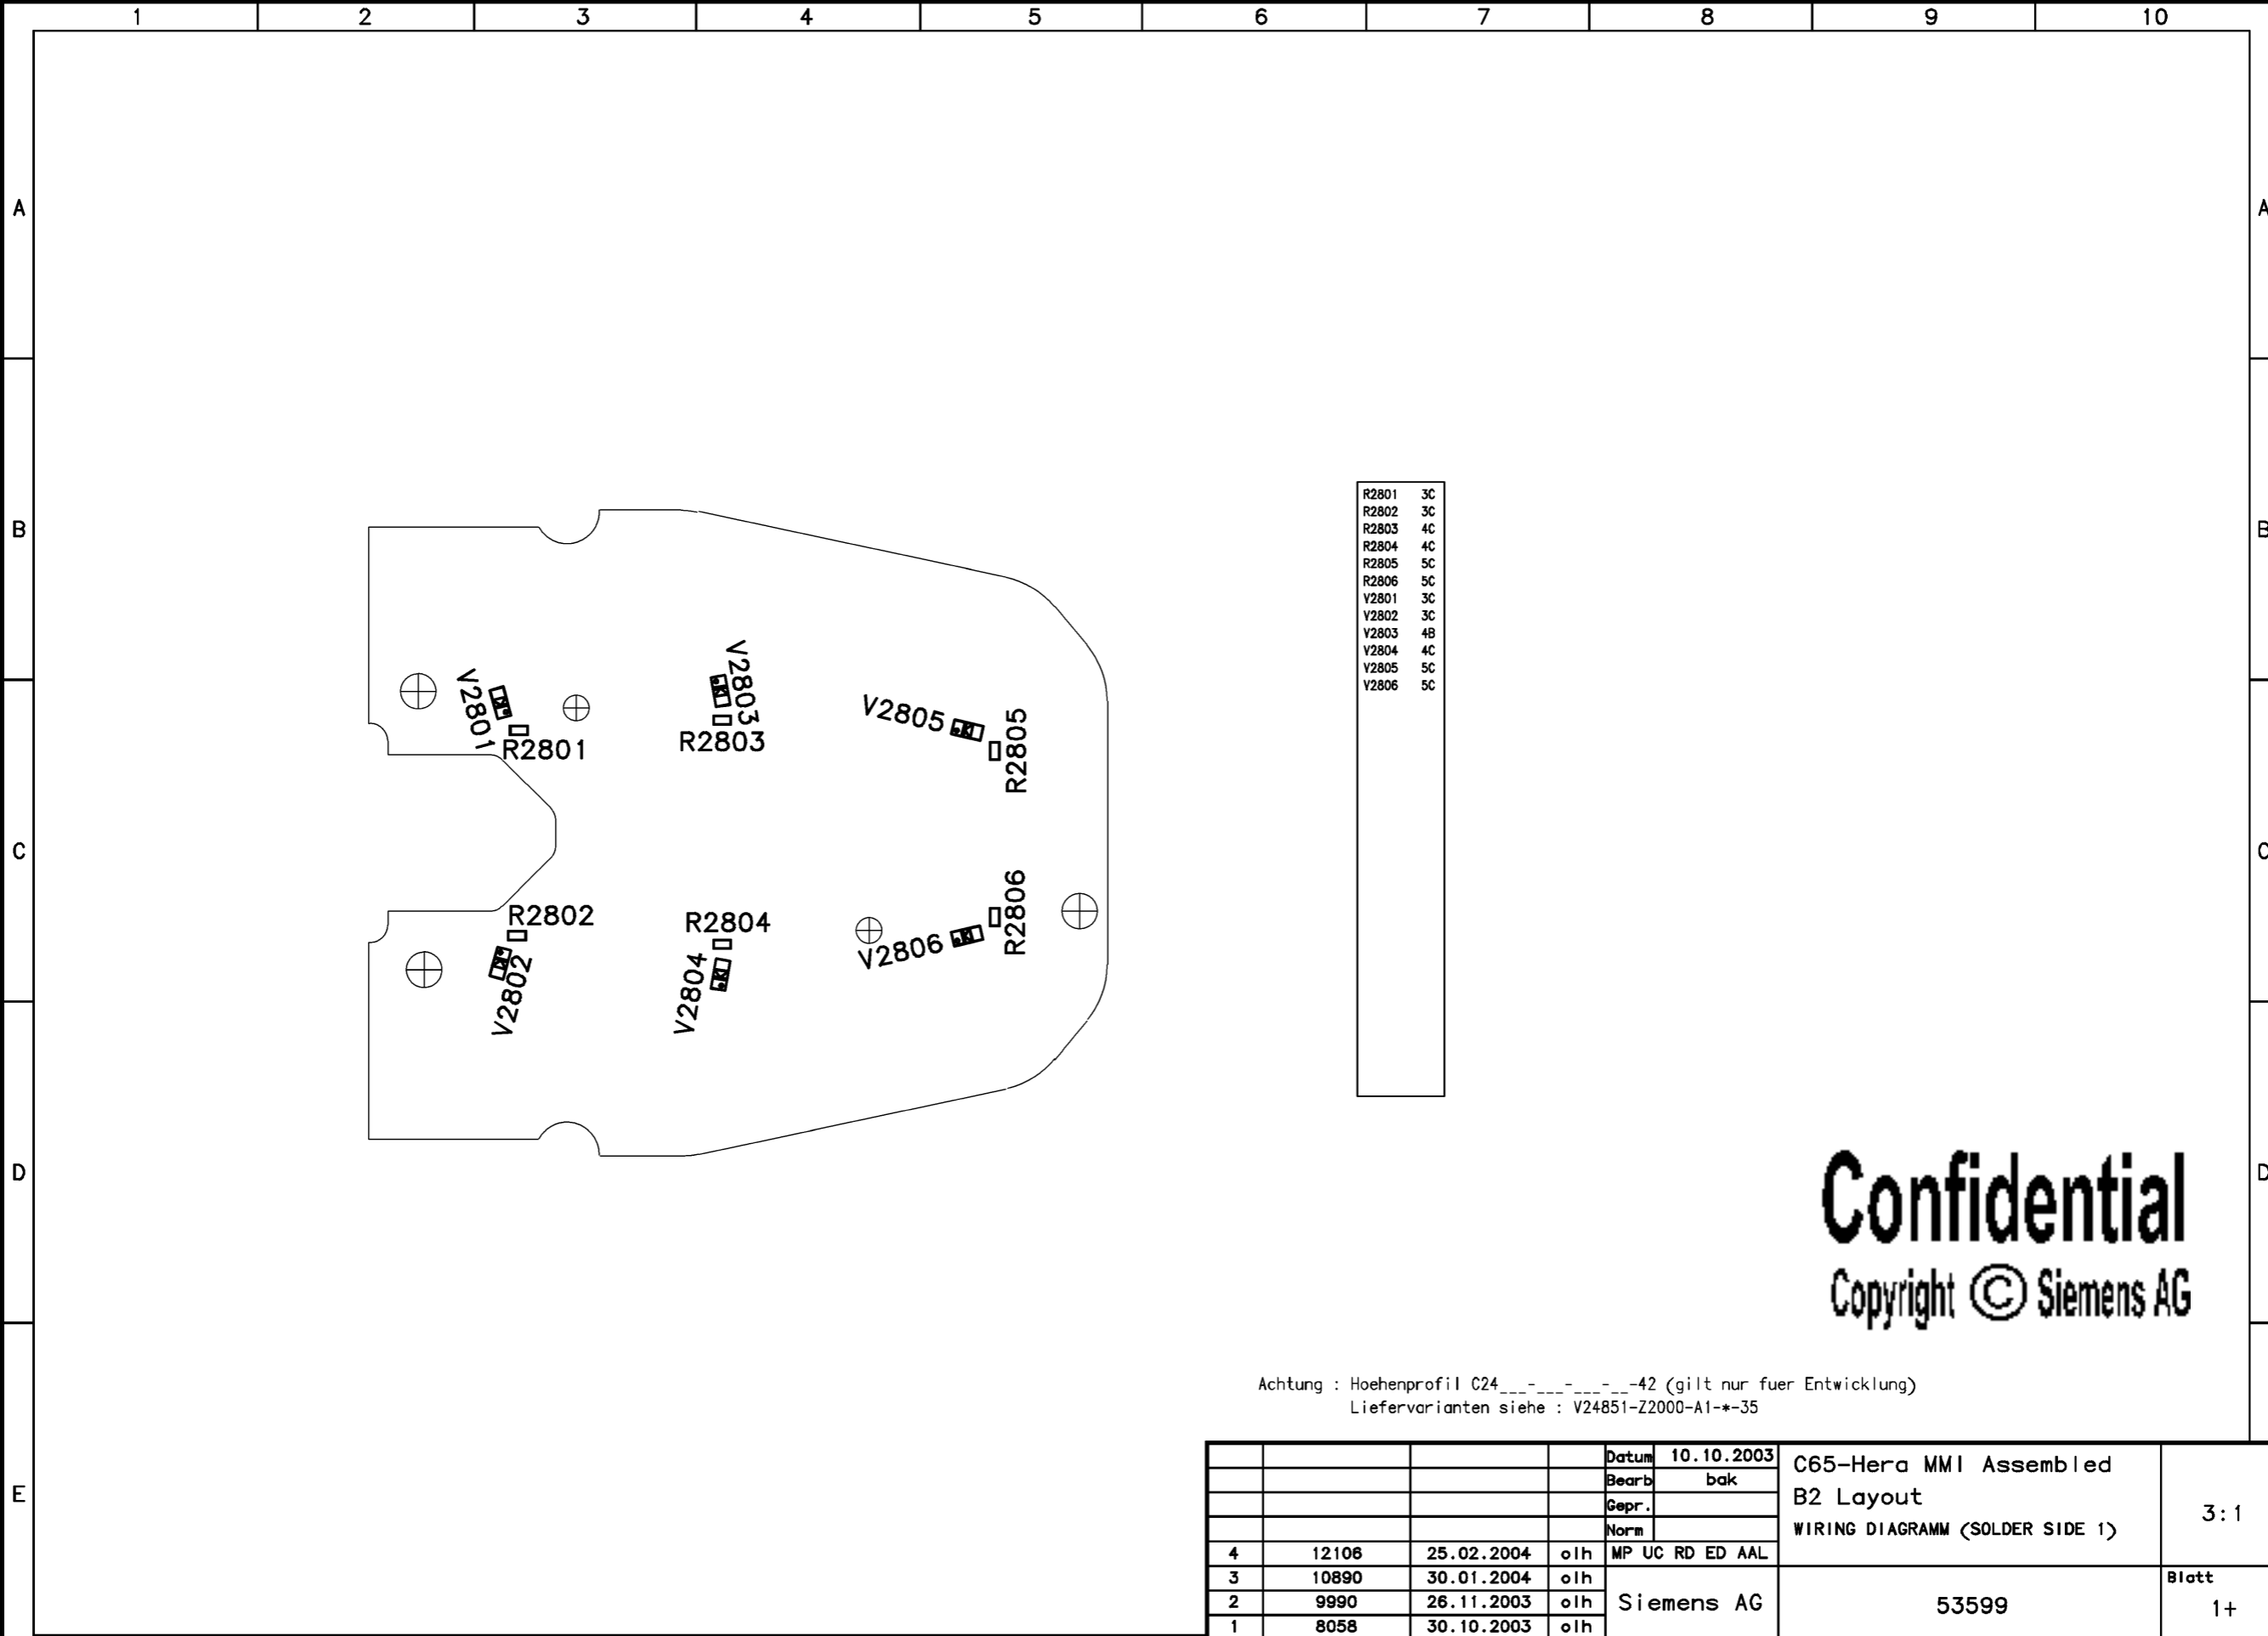 1 2 3 4 5 6 7 8 9 10
A A
B B
C C
D D
E
V2801
R2801
V2803
R2803
V2805
R2805
R2802
V2802
R2804
V2804
V2806
R2806
R2801 3C
R2802 3C
R2803 4C
R2804 4C
R2805 5C
R2806 5C
V2801 3C
V2802 3C
V2803 4B
V2804 4C
V2805 5C
V2806 5C
Confidential
Copyright © Siemens AG
Achtung : Hoehenprofil C24___-___-___-__-42 (gilt nur fuer Entwicklung)
Liefervarianten siehe : V24851-Z2000-A1-*-35
Datum 10.10.2003
Bearb bak
Gepr.
Norm
MP UC RD ED AAL
Siemens AG
C65-Hera MMI Assembled
B2 Layout
WIRING DIAGRAMM (SOLDER SIDE 1)
3:1
4 12106 25.02.2004 olh
3 10890 30.01.2004 olh
2 9990 26.11.2003 olh
1 8058 30.10.2003 olh
53599
Blatt
1+